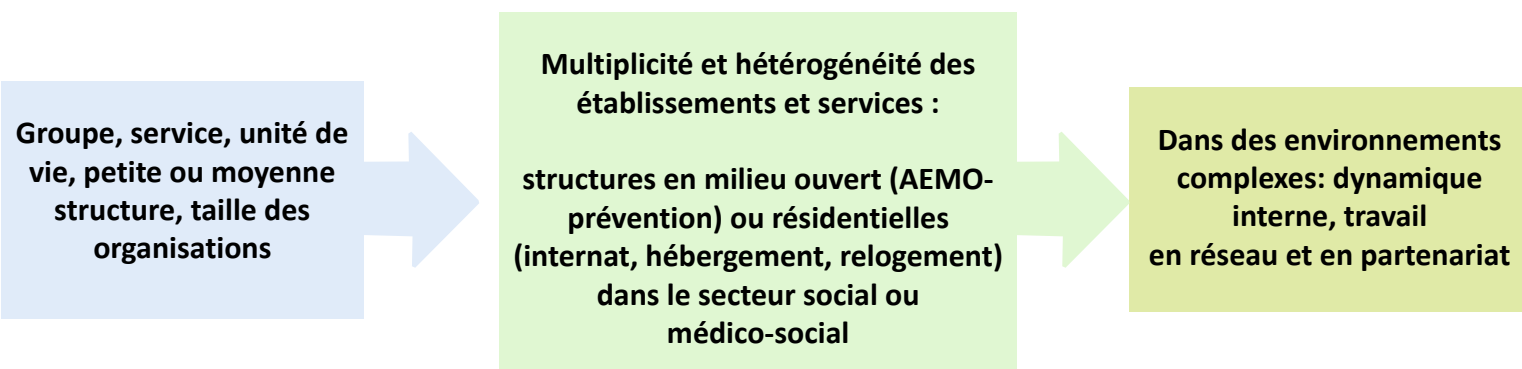 Groupe, service, unité de
vie, petite ou moyenne
structure, taille des
organisations
Multiplicité et hétérogénéité des
établissements et services :
structures en milieu ouvert (AEMO-
prévention) ou résidentielles
(internat, hébergement, relogement)
dans le secteur social ou
médico-social
Dans des environnements
complexes: dynamique
interne, travail
en réseau et en partenariat